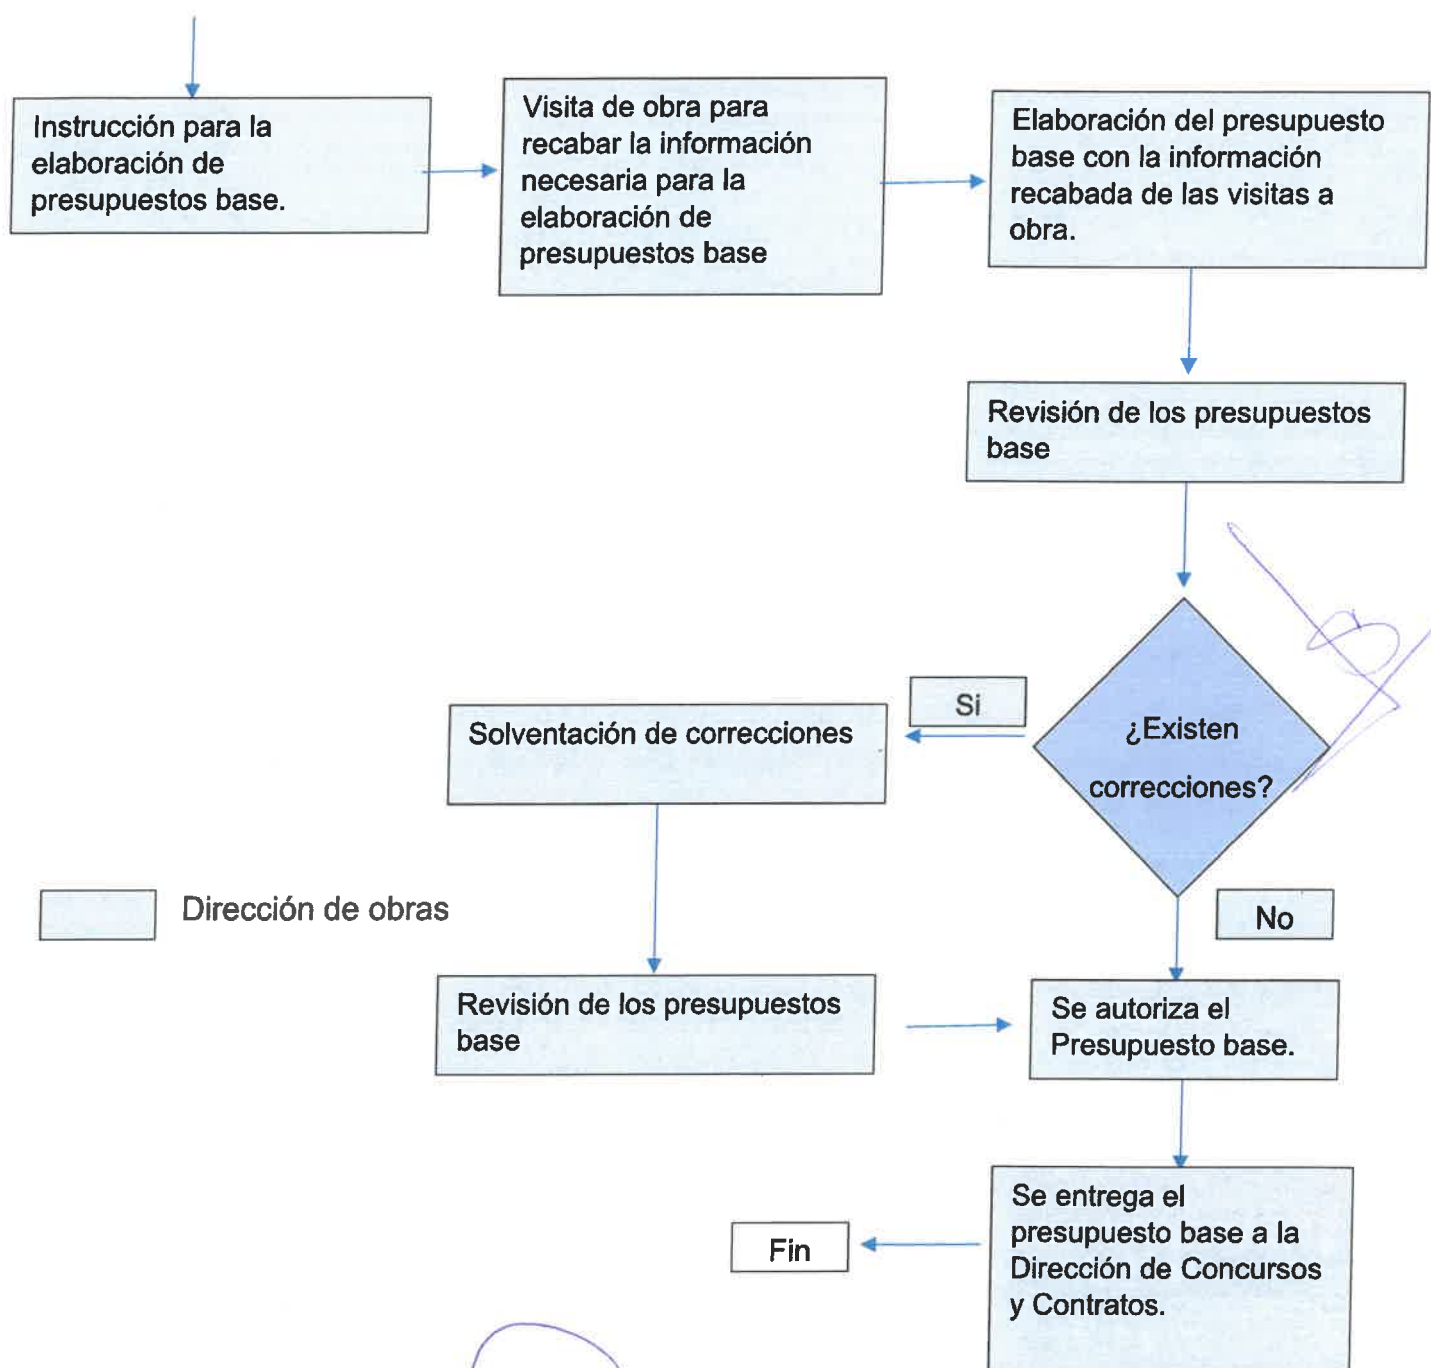 Instrucción para la
elaboración de
presupuestos base.
Visita de obra para
recabar la información
necesaria para la
elaboración de
presupuestos base
Elaboración del presupuesto
base con la información
recabada de las visitas a
obra.
Revisión de los presupuestos
base
¿Existen
correcciones?
Si
Solventación de correcciones
No
Dirección de obras
Revisión de los presupuestos
base
Se autoriza el
Presupuesto base.
Se entrega el
presupuesto base a la
Dirección de Concursos
y Contratos.
Fin